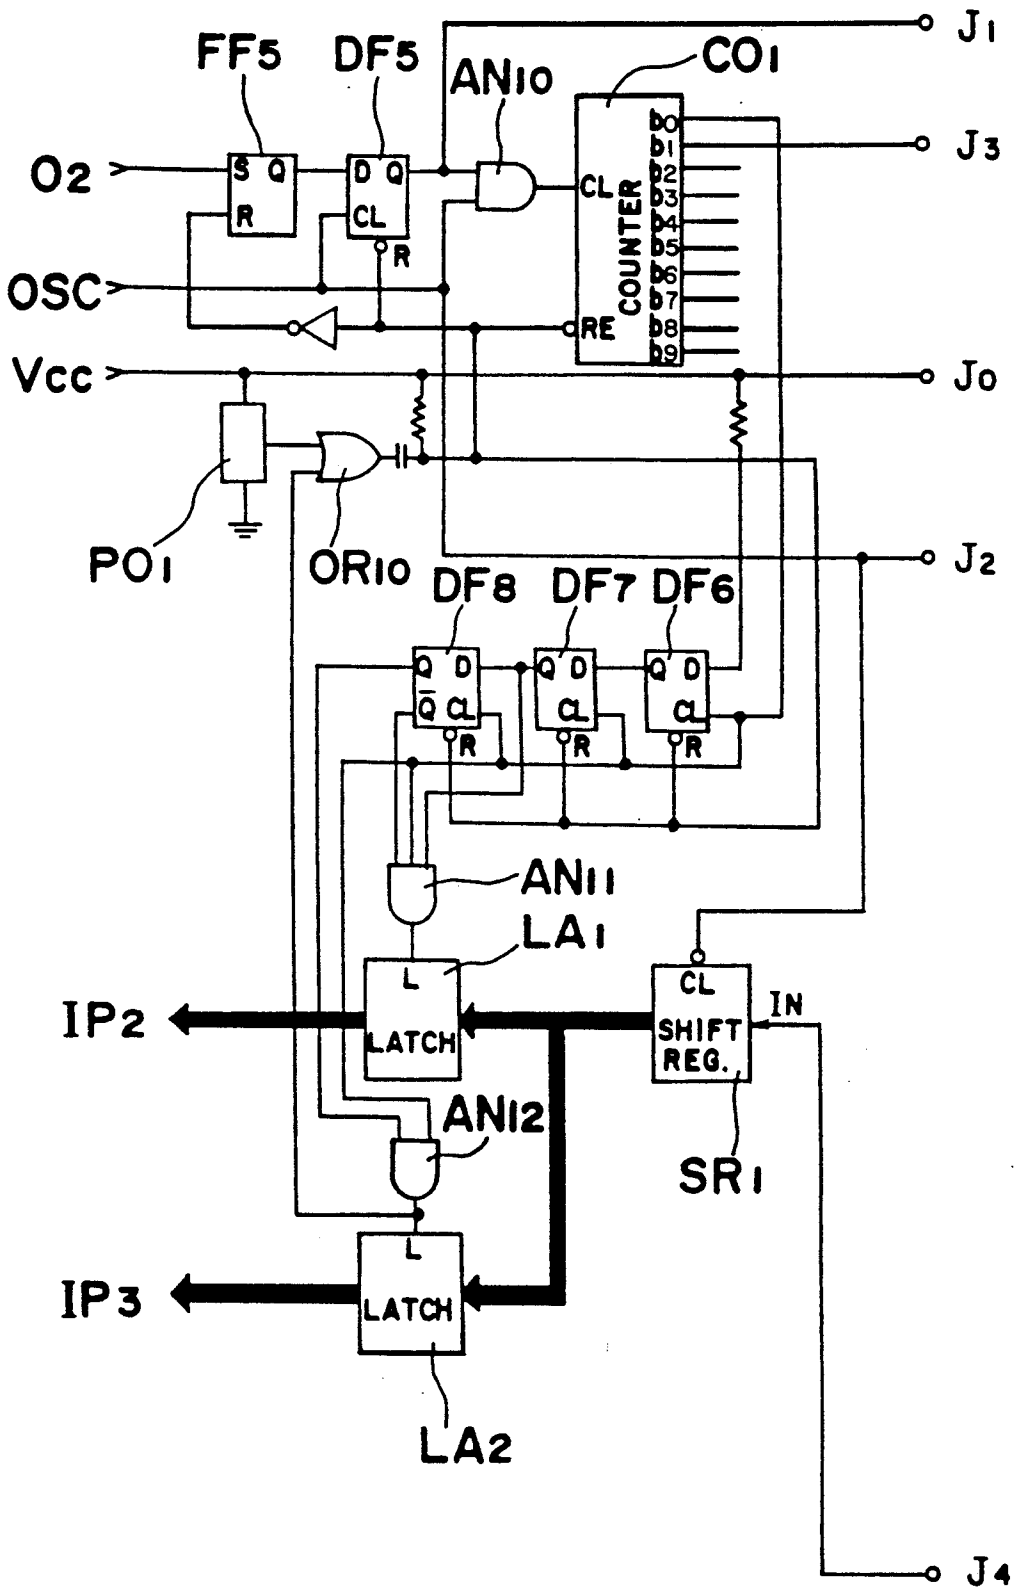 J1
FF5 DF5 AN10 CO1
O2 S Q D Q CL b0 J3
R CL R COUNTER b1
b2
b3
b4
b5
b6
b7
OSC
RE b8
b9
Vcc J0
PO1 OR10 J2
DF8 DF7 DF6
Q D Q D Q D
Q̅ CL CL CL
R R R
AN11
LA1
L CL IN
IP2 LATCH SHIFT
REG.
AN12 SR1
L
IP3 LATCH
LA2
J4